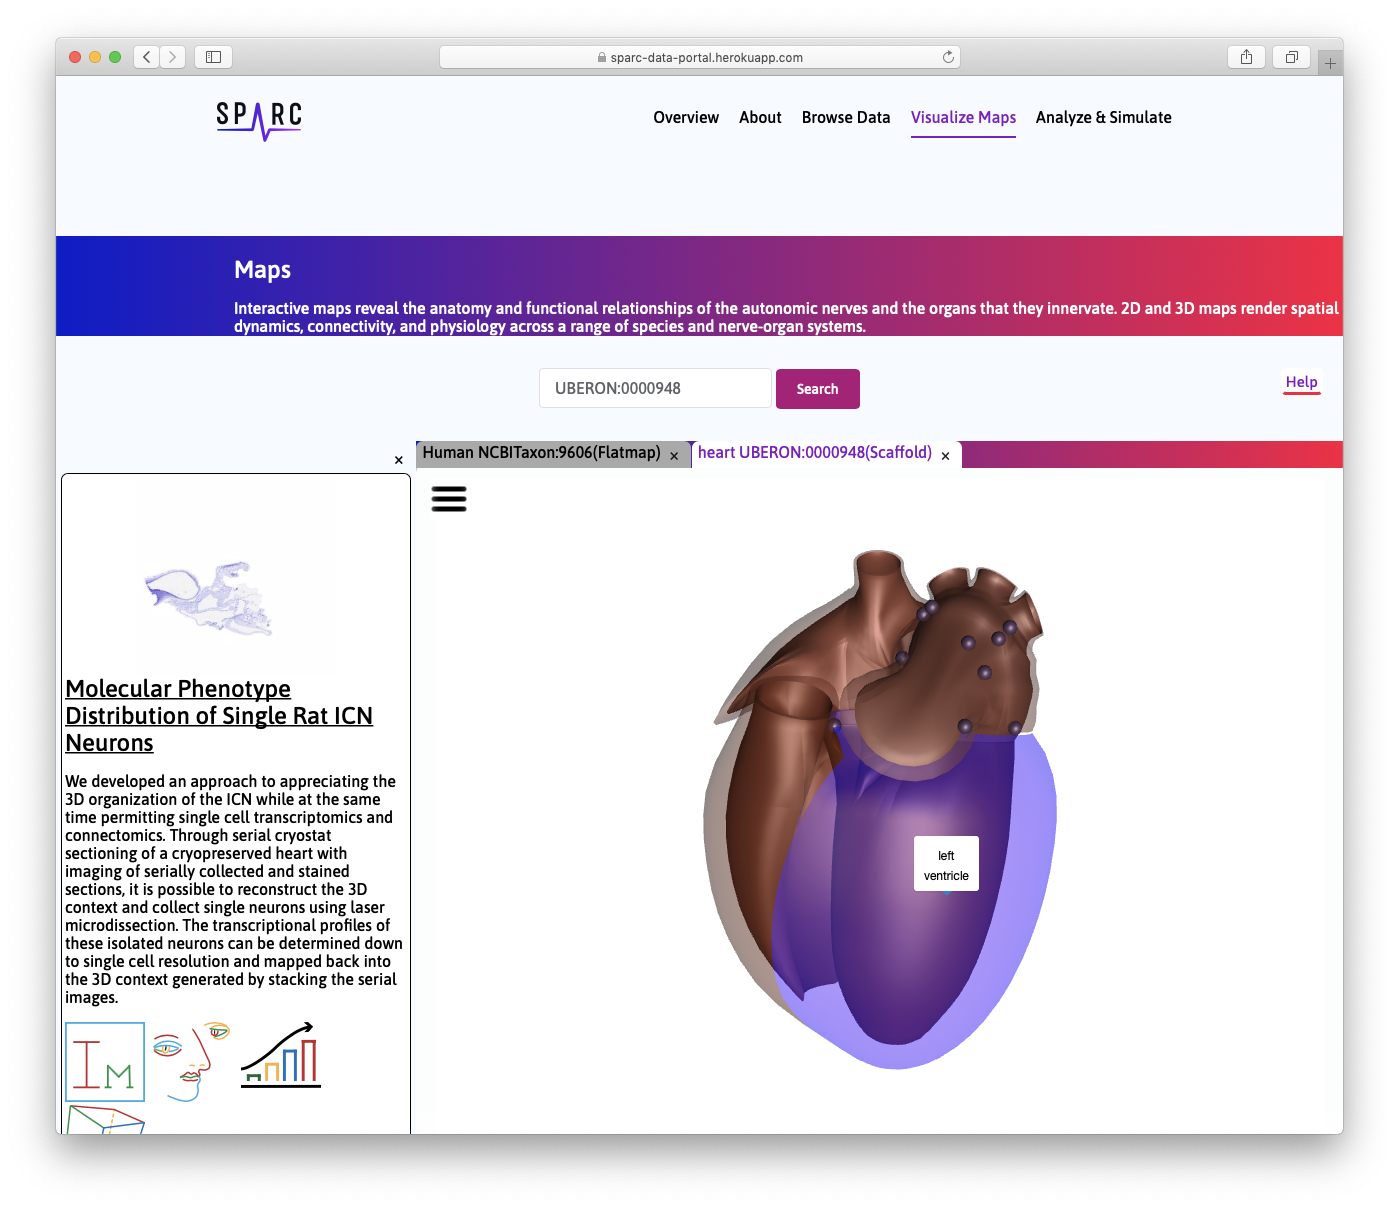 sparc-data-portal.herokuapp.com
SPARC
Overview About Browse Data Visualize Maps Analyze & Simulate
Maps
Interactive maps reveal the anatomy and functional relationships of the autonomic nerves and the organs that they innervate. 2D and 3D maps render spatial
dynamics, connectivity, and physiology across a range of species and nerve-organ systems.
UBERON:0000948 Search
Help
Human NCBITaxon:9606(Flatmap) × heart UBERON:0000948(Scaffold) ×
×
Molecular Phenotype
Distribution of Single Rat ICN
Neurons
We developed an approach to appreciating the
3D organization of the ICN while at the same
time permitting single cell transcriptomics and
connectomics. Through serial cryostat
sectioning of a cryopreserved heart with
imaging of serially collected and stained
sections, it is possible to reconstruct the 3D
context and collect single neurons using laser
microdissection. The transcriptional profiles of
these isolated neurons can be determined down
to single cell resolution and mapped back into
the 3D context generated by stacking the serial
images.
IM
left
ventricle